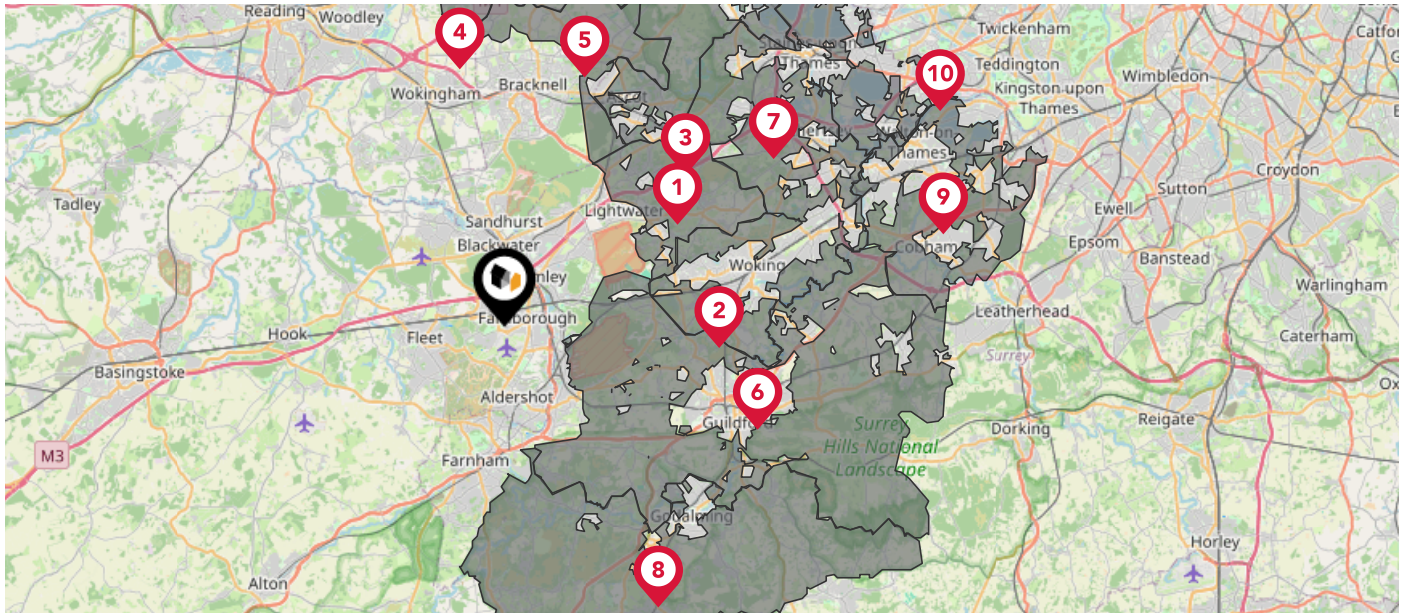 Reading
Woodley
4
5
Twickenham
Thames
Teddington
10
Wimbledon
Bracknell
Wokingham
Kingston upon
Thames
3
7
Thames
Croydon
Tadley
1
9
Sutton
Lightwater
Sandhurst
Ewell
Blackwater
Cobham
Epsom
Banstead
Woking
Warlingham
2
Farnborough
Leatherhead
Hook
Fleet
Caterham
Surrey
Basingstoke
Aldershot
6
Guildford
Surrey
Hills National
Landscape
Reigate
Dorking
M3
Farnham
Godalming
Horley
8
Alton